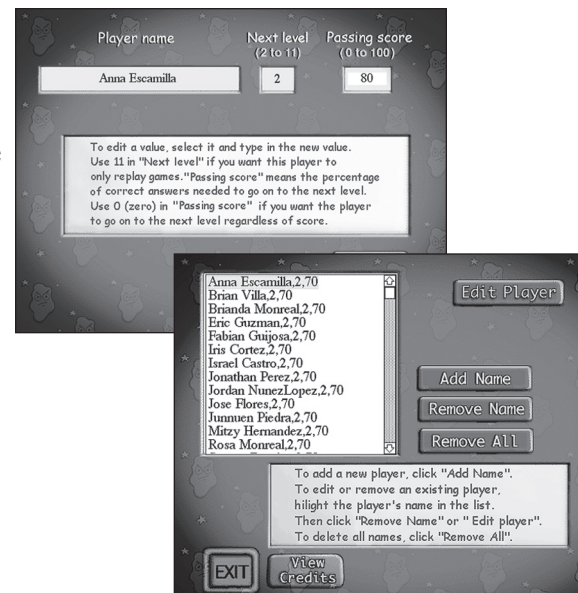 Player name
Next level
(2 to 11)
Passing score
(0 to 100)
Anna Escamilla
2
80
To edit a value, select it and type in the new value.
Use 11 in "Next level" if you want this player to
only replay games."Passing score" means the percentage
of correct answers needed to go on to the next level.
Use 0 (zero) in "Passing score" if you want the player
to go on to the next level regardless of score.
Anna Escamilla,2,70
Brian Villa,2,70
Brianda Monreal,2,70
Eric Guzman,2,70
Fabian Guijosa,2,70
Iris Cortez,2,70
Israel Castro,2,70
Jonathan Perez,2,70
Jordan NunezLopez,2,70
Jose Flores,2,70
Junnuen Piedra,2,70
Mitzy Hernandez,2,70
Rosa Monreal,2,70
Edit Player
Add Name
Remove Name
Remove All
To add a new player, click "Add Name".
To edit or remove an existing player,
hilight the player's name in the list.
Then click "Remove Name" or " Edit player".
To delete all names, click "Remove All".
EXIT
View
Credits